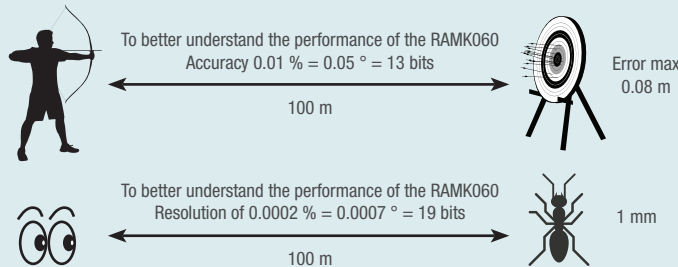 To better understand the performance of the RAMK060
Accuracy 0.01 % = 0.05 ° = 13 bits
100 m
Error max
0.08 m
To better understand the performance of the RAMK060
Resolution of 0.0002 % = 0.0007 ° = 19 bits
100 m
1 mm